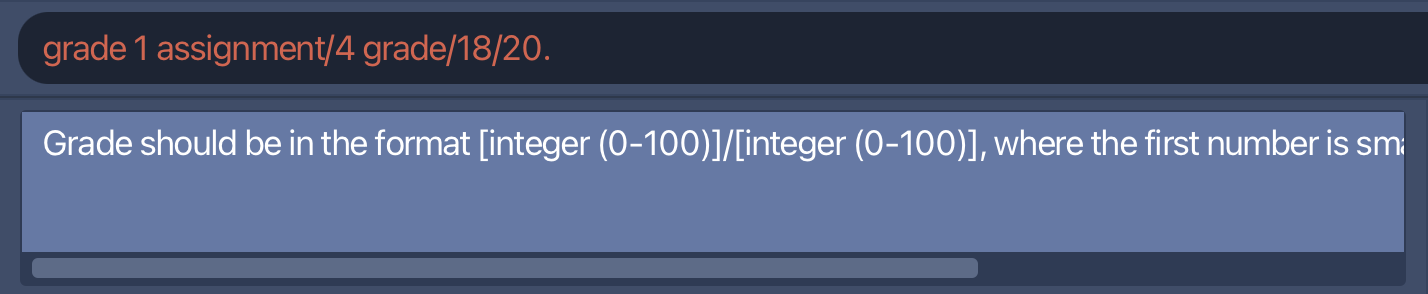 grade 1 assignment/4 grade/18/20.
Grade should be in the format [integer (0-100)]/[integer (0-100)], where the first number is